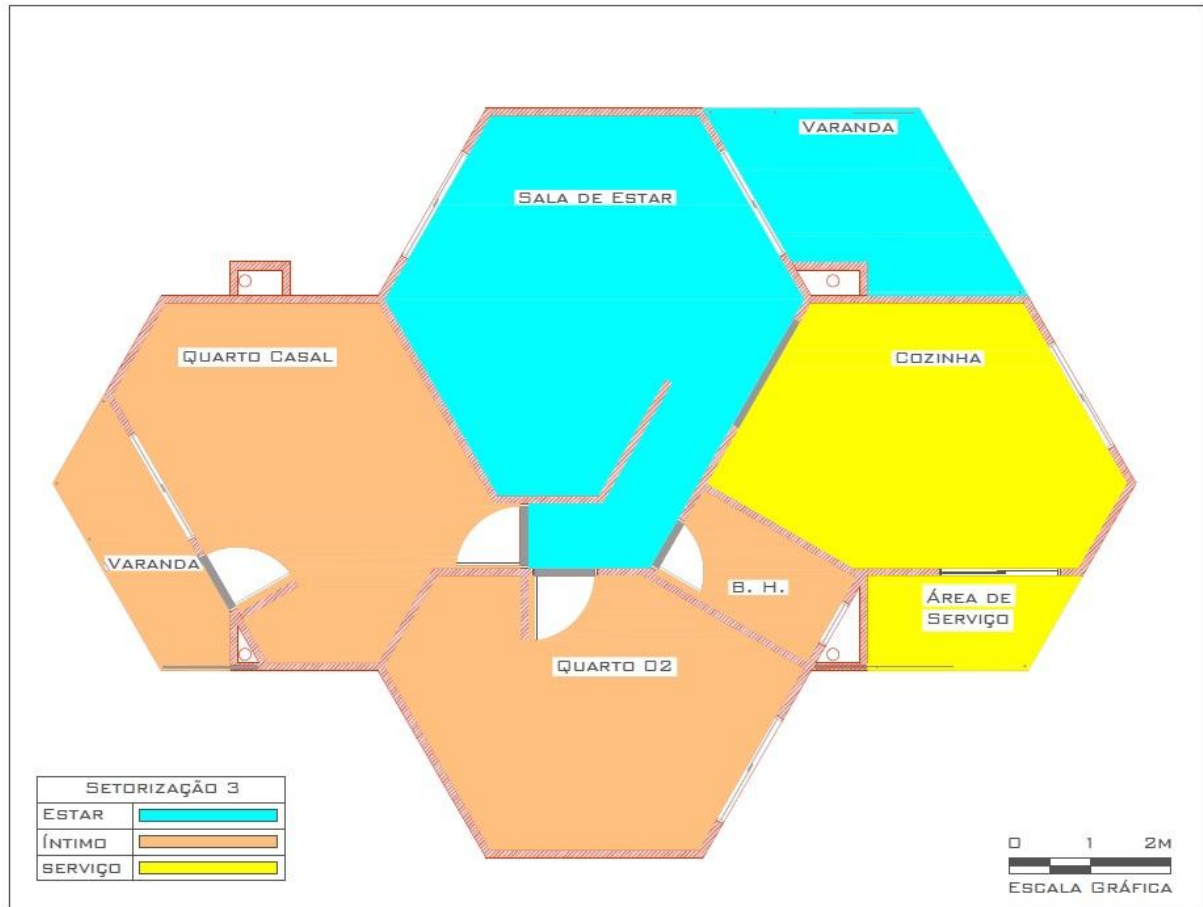 VARANDA
SALA DE ESTAR
QUARTO CASAL
COZINHA
VARANDA
B. H.
ÁREA DE
SERVIÇO
QUARTO 02
SETORIZAÇÃO 3
ESTAR
ÍNTIMO
SERVIÇO
0 1 2M
ESCALA GRÁFICA